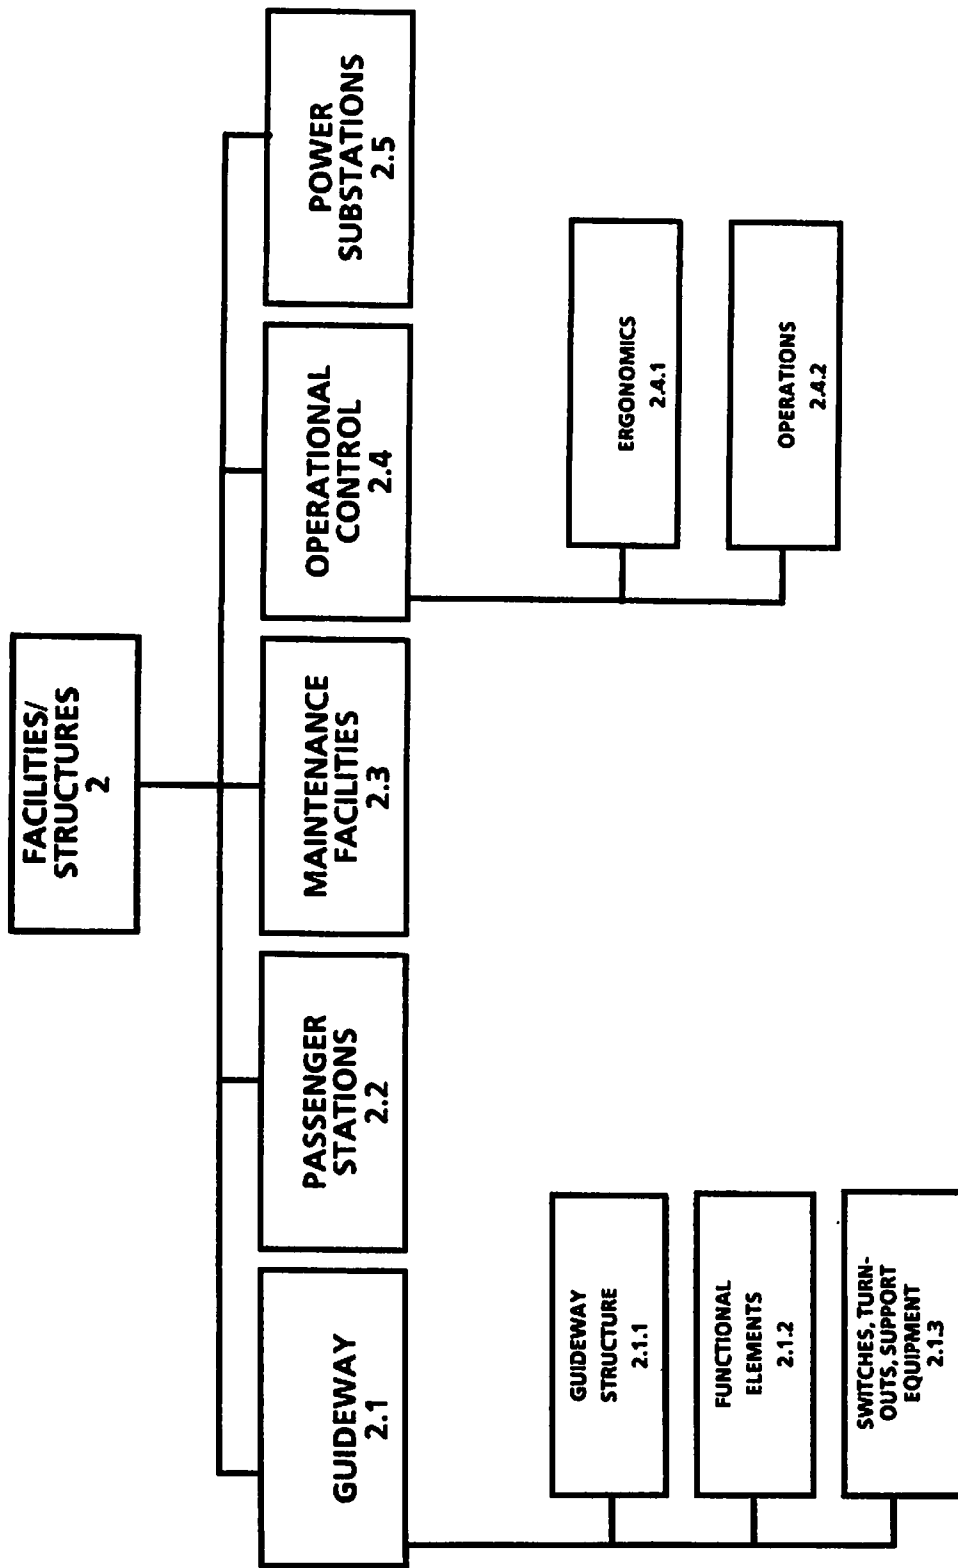 FACILITIES/
STRUCTURES
2
GUIDEWAY
2.1
PASSENGER
STATIONS
2.2
MAINTENANCE
FACILITIES
2.3
OPERATIONAL
CONTROL
2.4
POWER
SUBSTATIONS
2.5
GUIDEWAY
STRUCTURE
2.1.1
FUNCTIONAL
ELEMENTS
2.1.2
SWITCHES, TURN-
OUTS, SUPPORT
EQUIPMENT
2.1.3
ERGONOMICS
2.4.1
OPERATIONS
2.4.2